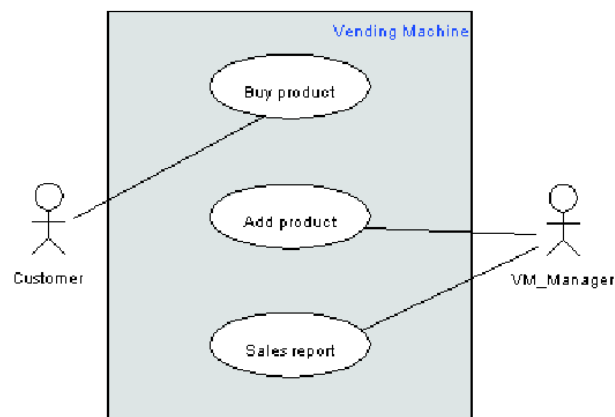 Vending Machine
Buy product
Add product
Customer
VM_Manager
Sales report